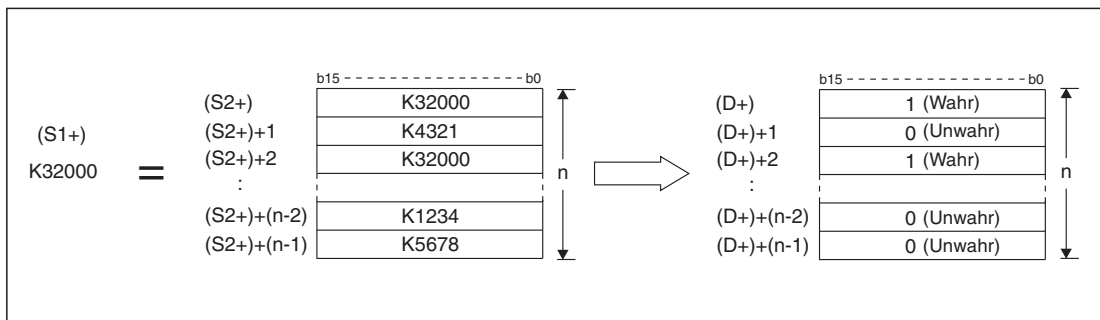 b15 b0 b15 b0
(S2+) K32000 (D+) 1 (Wahr)
(S1+) (S2+)+1 K4321 (D+)+1 0 (Unwahr)
K32000 = (S2+)+2 K32000 n (D+)+2 1 (Wahr) n
: :
(S2+)+(n-2) K1234 (D+)+(n-2) 0 (Unwahr)
(S2+)+(n-1) K5678 (D+)+(n-1) 0 (Unwahr)